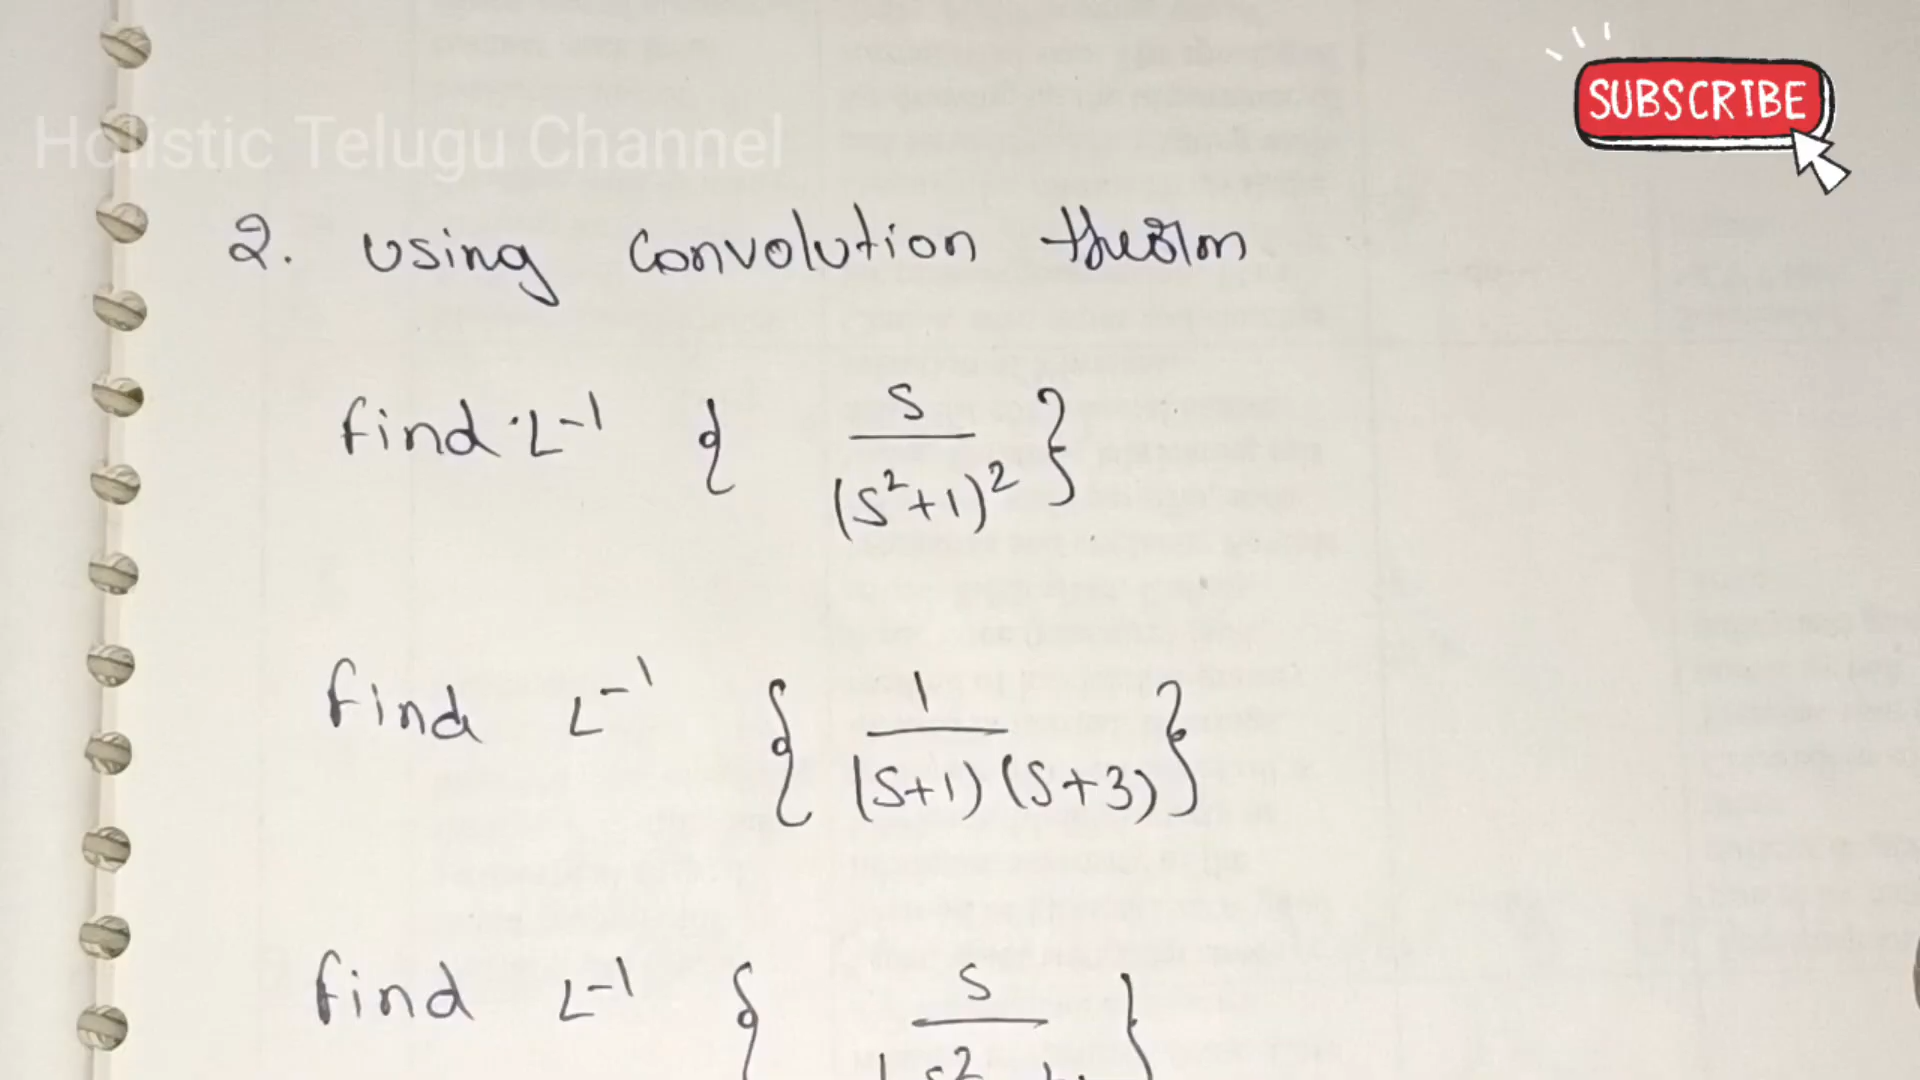 Holistic Telugu Channel
SUBSCRIBE
2. Using Convolution
find L⁻¹ { s / (s²+1)² }
find L⁻¹ { 1 / (s+1)(s+3) }
find L⁻¹ { s